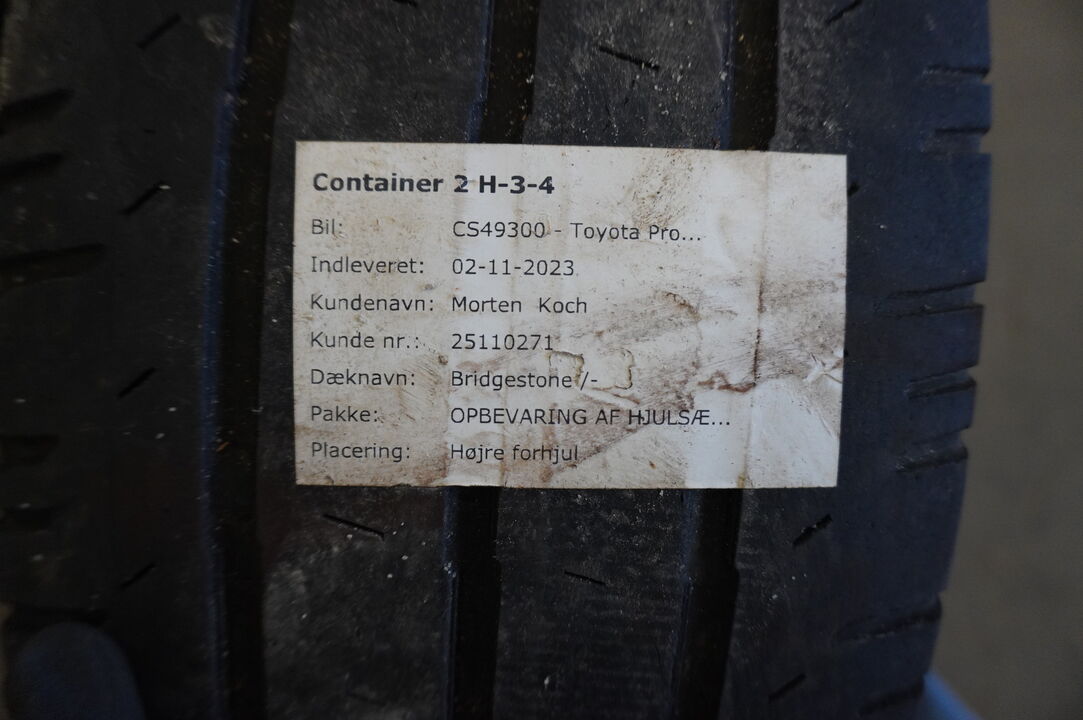 Container 2 H-3-4
Bil: CS49300 - Toyota Pro...
Indleveret: 02-11-2023
Kundenavn: Morten Koch
Kunde nr.: 25110271
Dæknavn: Bridgestone /-
Pakke: OPBEVARING AF HJULSÆ...
Placering: Højre forhjul